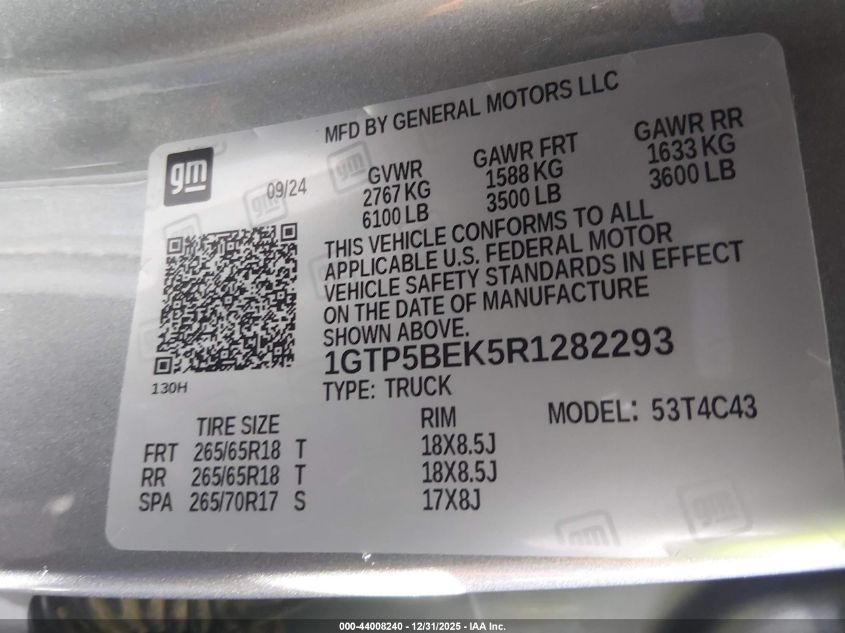 MFD BY GENERAL MOTORS LLC
gm
09/24
GVWR GAWR FRT GAWR RR
2767 KG 1588 KG 1633 KG
6100 LB 3500 LB 3600 LB
THIS VEHICLE CONFORMS TO ALL
APPLICABLE U.S. FEDERAL MOTOR
VEHICLE SAFETY STANDARDS IN EFFECT
ON THE DATE OF MANUFACTURE
SHOWN ABOVE.
1GTP5BEK5R1282293
130H
TYPE: TRUCK
MODEL: 53T4C43
TIRE SIZE RIM
FRT 265/65R18 T 18X8.5J
RR 265/65R18 T 18X8.5J
SPA 265/70R17 S 17X8J
000-44008240 - 12/31/2025 - IAA Inc.